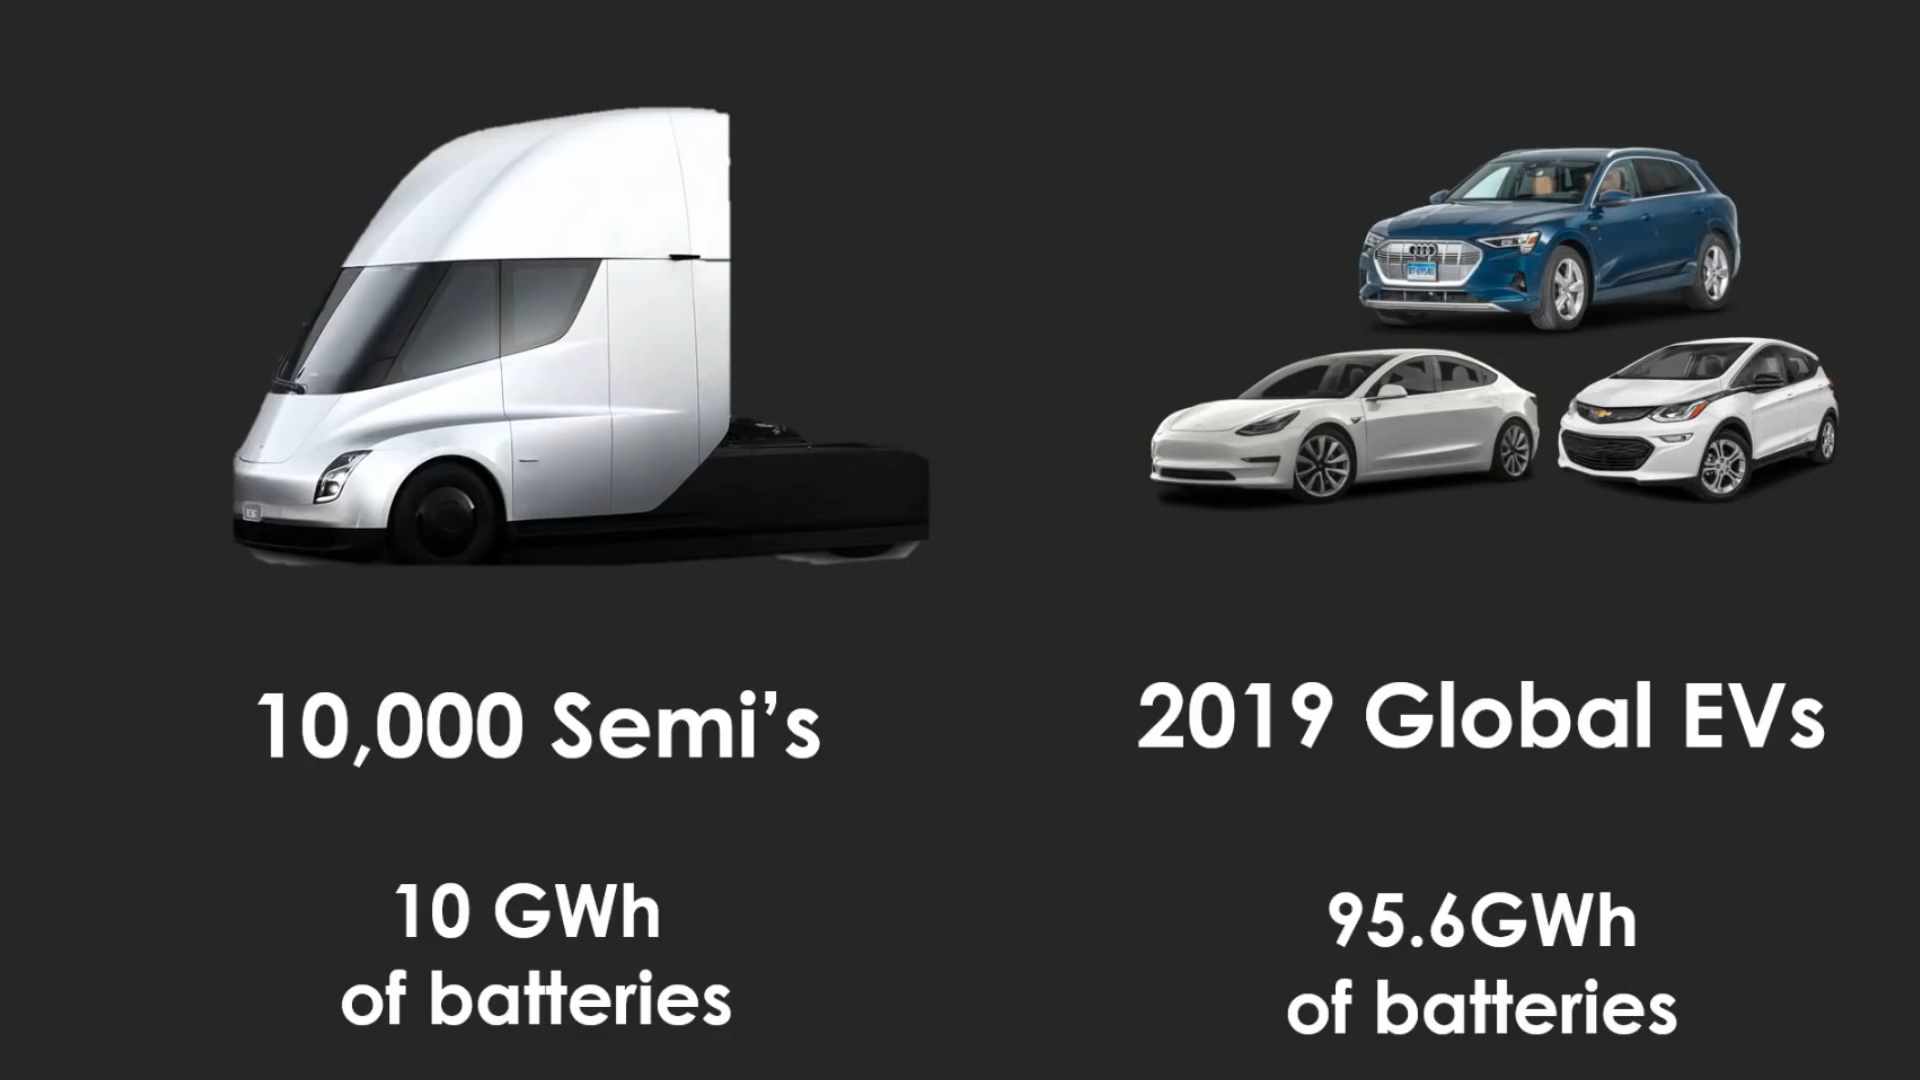 10,000 Semi’s
10 GWh
of batteries
2019 Global EVs
95.6GWh
of batteries